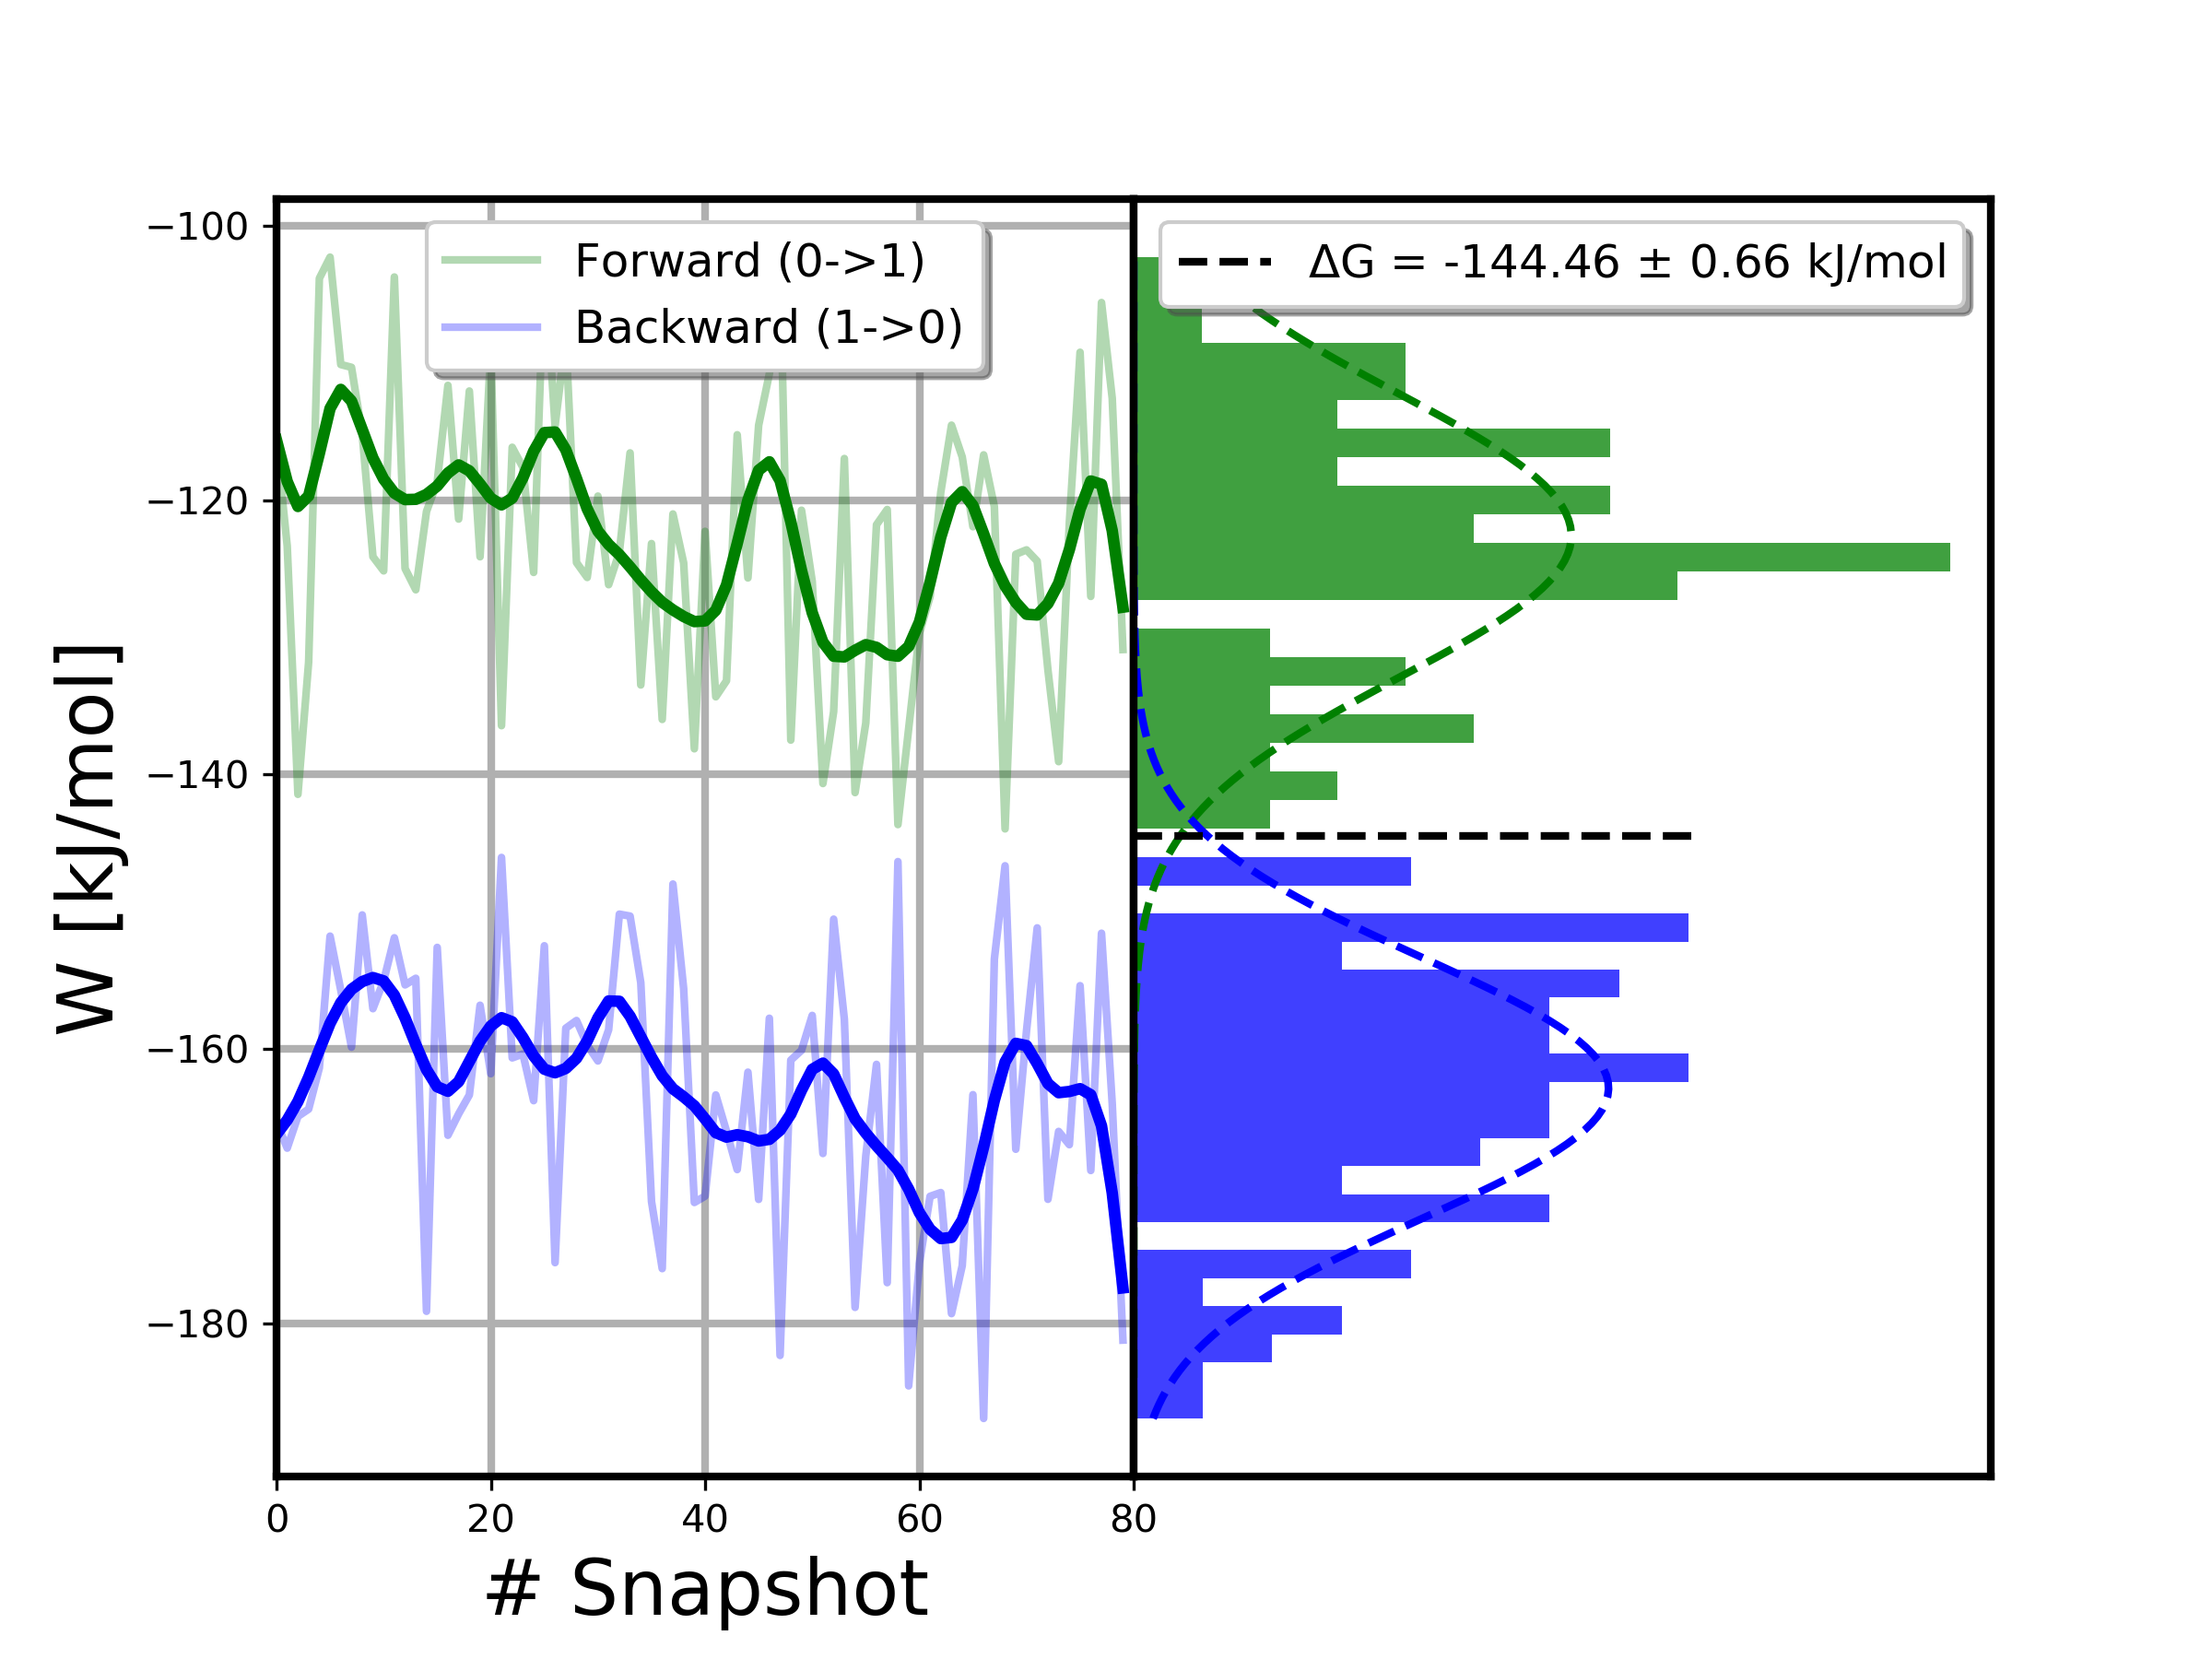 −100
−120
−140
−160
−180
W [kJ/mol]
0 20 40 60 80
# Snapshot
Forward (0->1)
Backward (1->0)
ΔG = -144.46 ± 0.66 kJ/mol